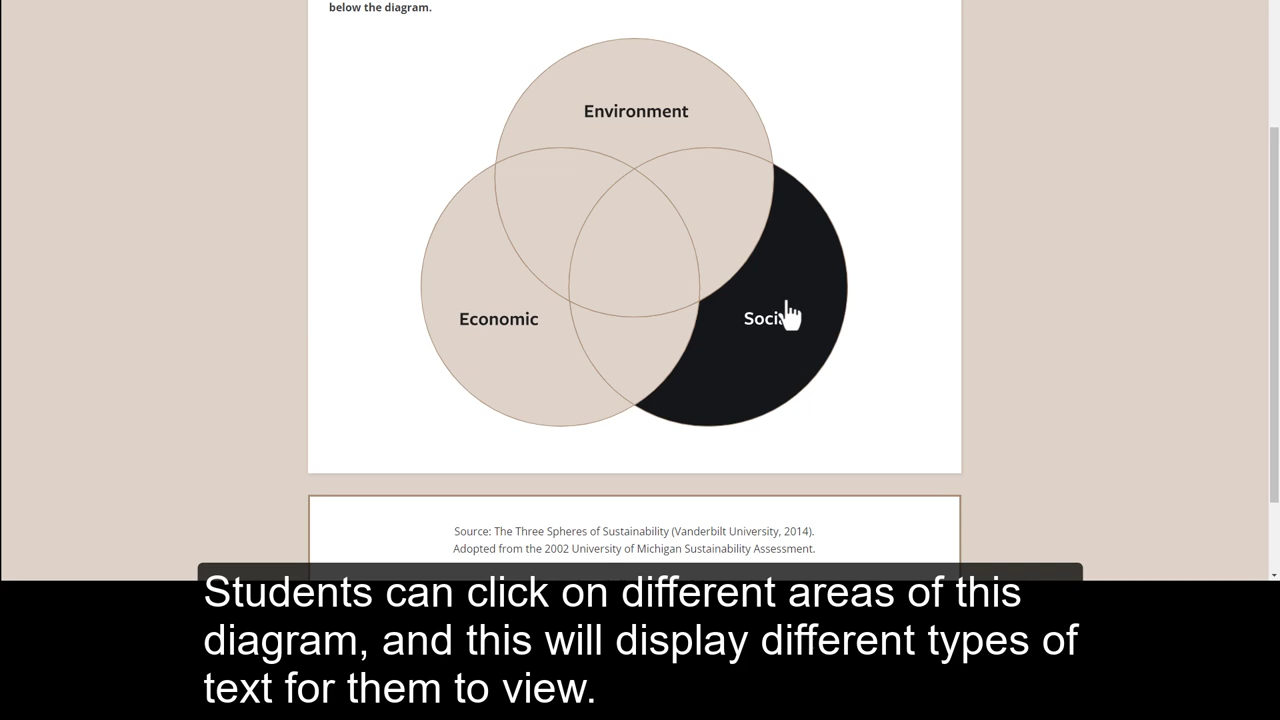 below the diagram.
Environment
Economic
Source: The Three Spheres of Sustainability (Vanderbilt University, 2014).
Adopted from the 2002 University of Michigan Sustainability Assessment.
Students can click on different areas of this
diagram, and this will display different types of
text for them to view.